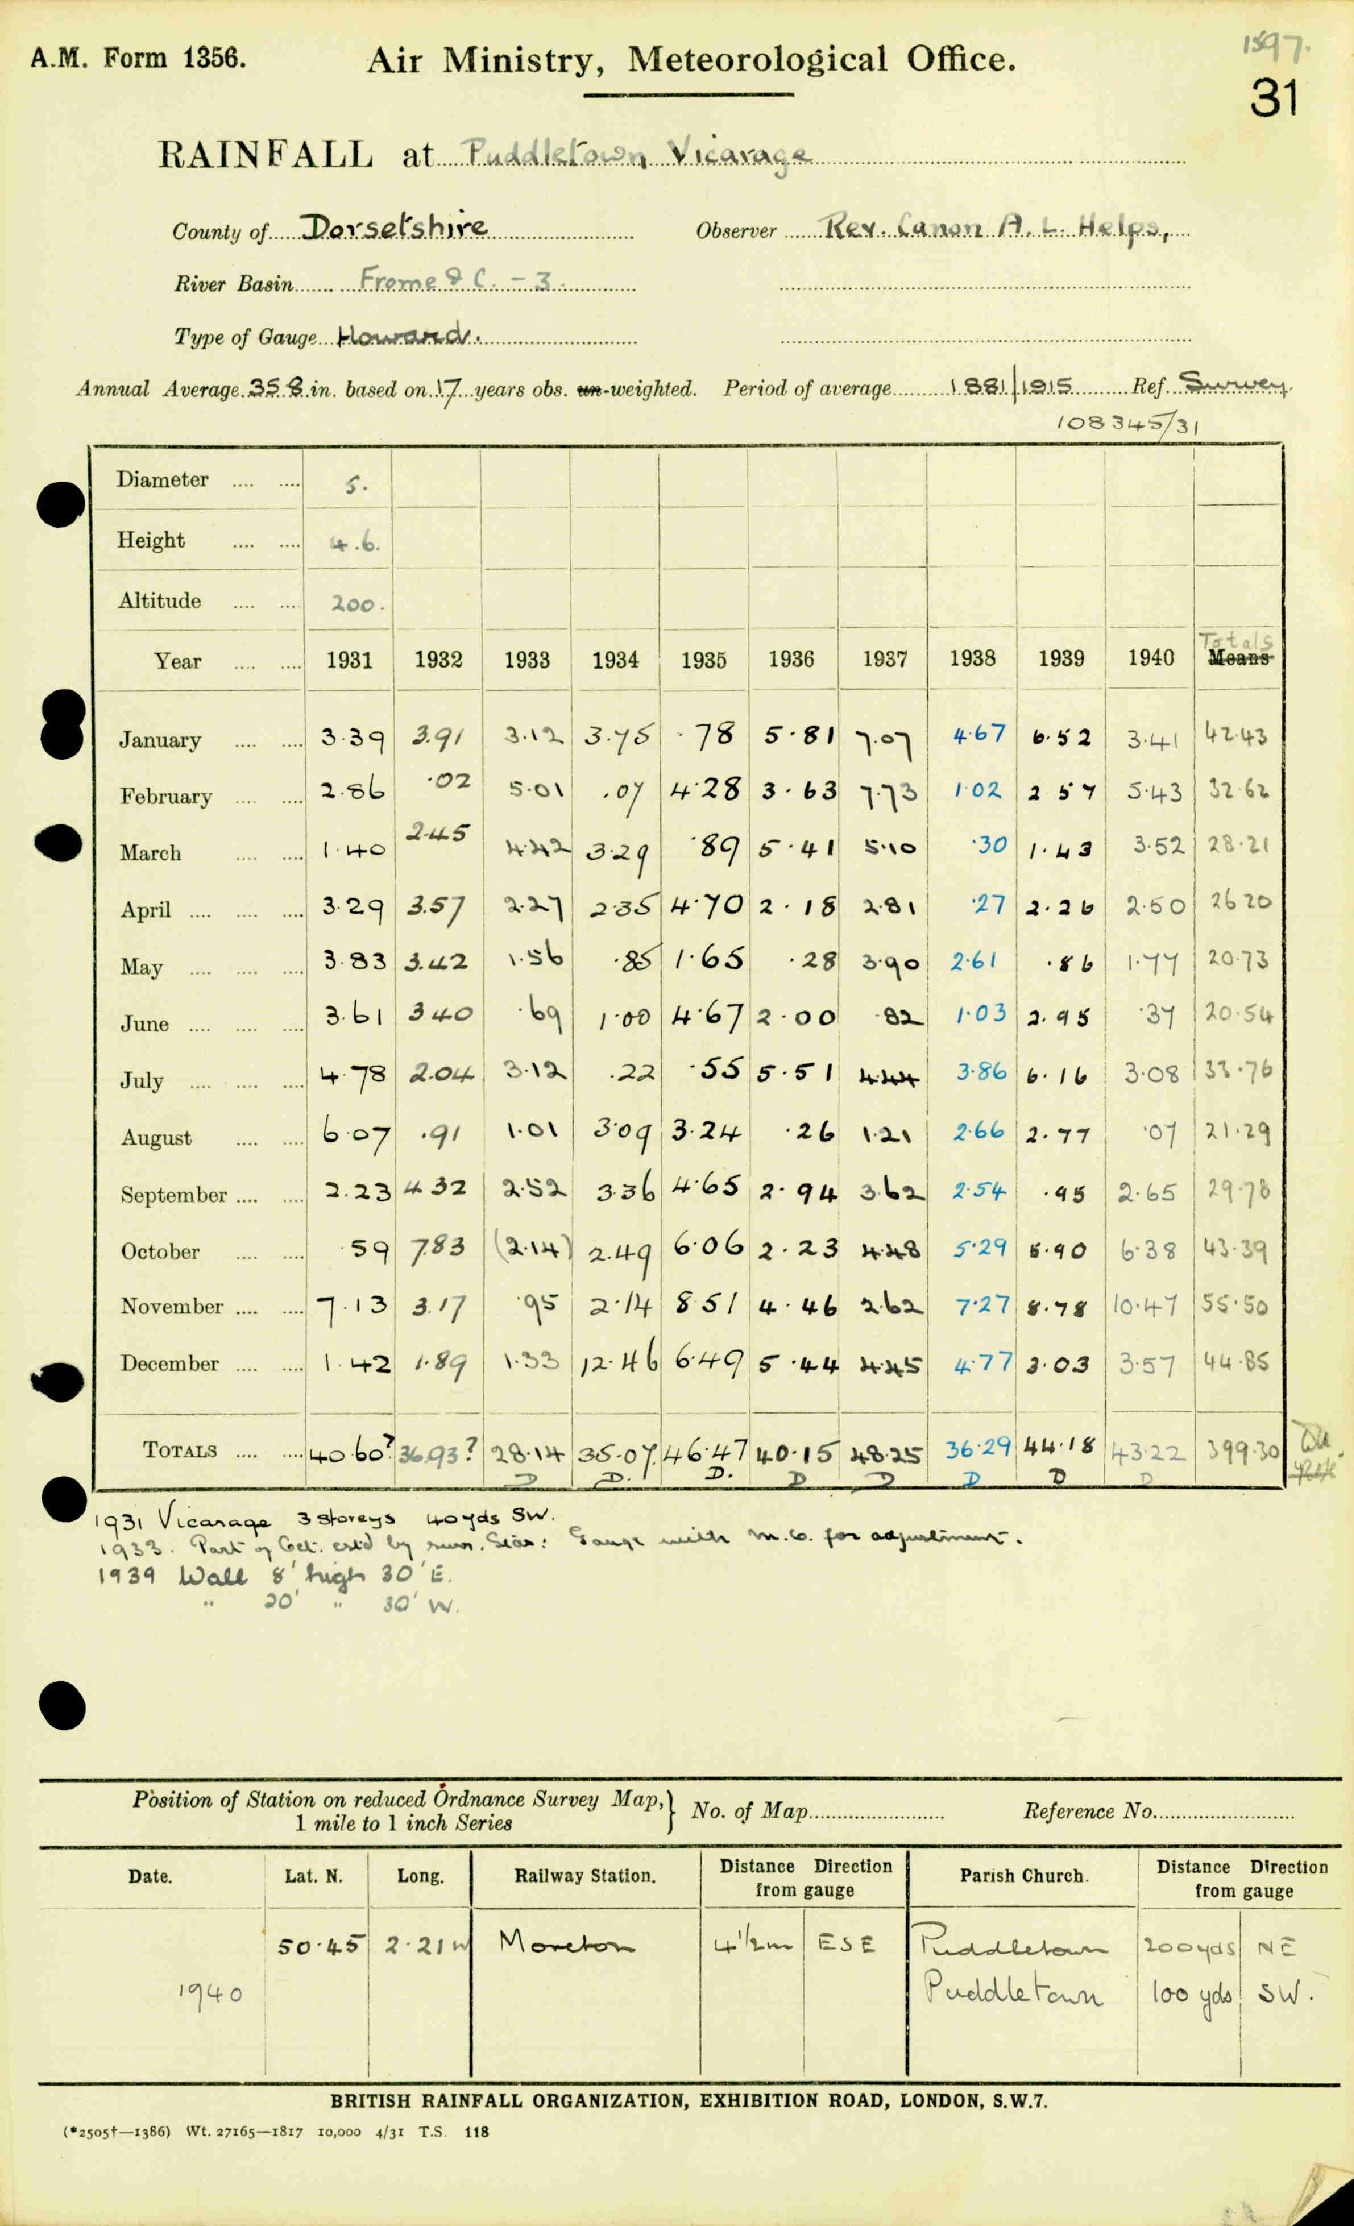 A.M. Form 1356. Air Ministry, Meteorological Office. 1597.
31
RAINFALL at Puddletown Vicarage
County of Dorsetshire Observer Rev. Canon A. L. Helps,
River Basin Frome & C. - 3.
Type of Gauge Howard.
Annual Average 35.8 in. based on 17 years obs. un-weighted. Period of average 1881/1915 Ref. Survey.
108345/31
Diameter .... .... 5.
Height .... .... 4.6.
Altitude .... .... 200.
Totals
Year .... .... 1931 1932 1933 1934 1935 1936 1937 1938 1939 1940 Means
January .... .... 3.39 3.91 3.12 3.75 .78 5.81 7.07 4.67 6.52 3.41 42.43
February .... .... 2.86 .02 5.01 .07 4.28 3.63 7.73 1.02 2 57 5.43 32.62
March .... .... 1.40 2.45 4.42 3.29 .89 5.41 5.10 .30 1.43 3.52 28.21
April .... .... .... 3.29 3.57 2.27 2.35 4.70 2.18 2.81 .27 2.26 2.50 26 20
May .... .... .... 3.83 3.42 1.56 .85 1.65 .28 3.90 2.61 .86 1.77 20.73
June .... .... .... 3.61 3 40 .69 1.00 4.67 2.00 .82 1.03 2.95 .37 20.54
July .... .... .... 4.78 2.04 3.12 .22 .55 5.51 4.44 3.86 6.16 3.08 33.76
August .... .... 6.07 .91 1.01 3.09 3.24 .26 1.21 2.66 2.77 .07 21.29
September .... .... 2.23 4 32 2.52 3.36 4.65 2.94 3.62 2.54 .95 2.65 29.78
October .... .... .59 7.83 (2.14) 2.49 6.06 2.23 4.48 5.29 5.90 6.38 43.39
November .... .... 7.13 3.17 .95 2.14 8.51 4.46 2.62 7.27 8.78 10.47 55.50
December .... .... 1.42 1.89 1.33 12.46 6.49 5.44 4.45 4.77 3.03 3.57 44.85
TOTALS .... .... 40.60? 36.93? 28.14 35.07 46.47 40.15 48.25 36.29 44.18 43.22 399.30
D D. D. D D D D D
1931 Vicarage 3 storeys 40 yds SW.
1933. Part of Oct. est'd by surr. Stas: Gauge with M.O. for adjustment.
1939 Wall 8' high 30' E.
" 20' " 30' W.
Position of Station on reduced Ordnance Survey Map,} No. of Map Reference No.
1 mile to 1 inch Series
Date. Lat. N. Long. Railway Station. Distance Direction from gauge Parish Church. Distance Direction from gauge
50.45 2.21 W Moreton 4½m ESE Puddletown 200 yds NE
1940 Puddletown 100 yds SW.
BRITISH RAINFALL ORGANIZATION, EXHIBITION ROAD, LONDON, S.W.7.
(*2505†—1386) Wt. 27165—1817 10,000 4/31 T.S. 118